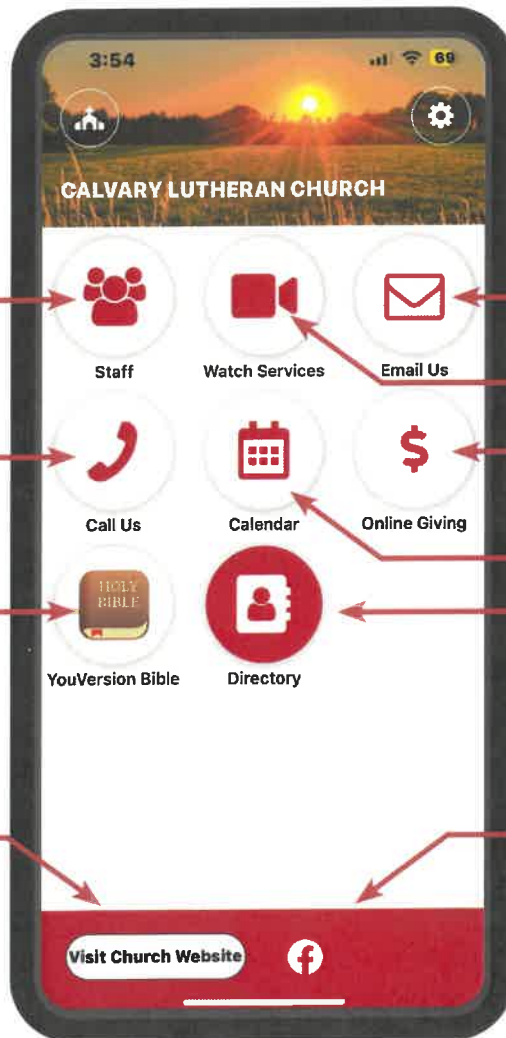 3:54 69
CALVARY LUTHERAN CHURCH
Staff Watch Services Email Us
$
Call Us Calendar Online Giving
HOLY
BIBLE
YouVersion Bible Directory
Visit Church Website f